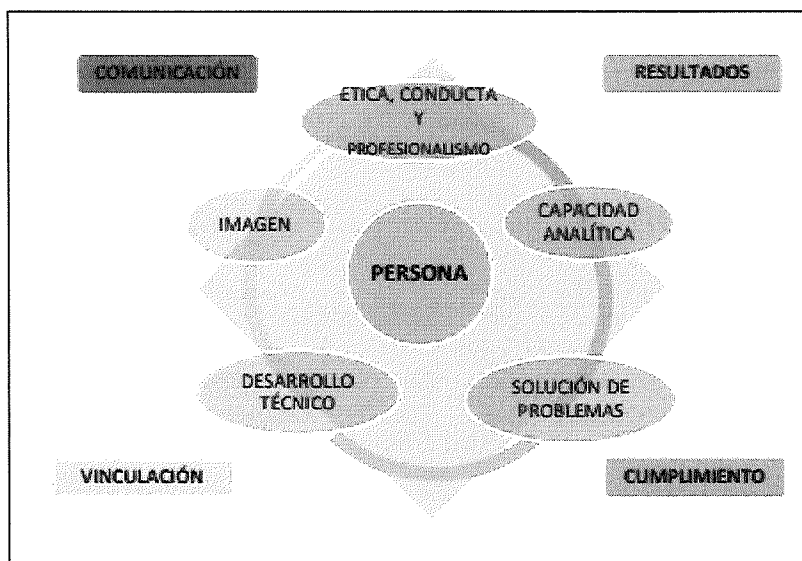 COMUNICACIÓN
RESULTADOS
ETICA, CONDUCTA
Y
PROFESIONALISMO
IMAGEN
CAPACIDAD
ANALÍTICA
PERSONA
DESARROLLO
TÉCNICO
SOLUCIÓN DE
PROBLEMAS
VINCULACIÓN
CUMPLIMIENTO